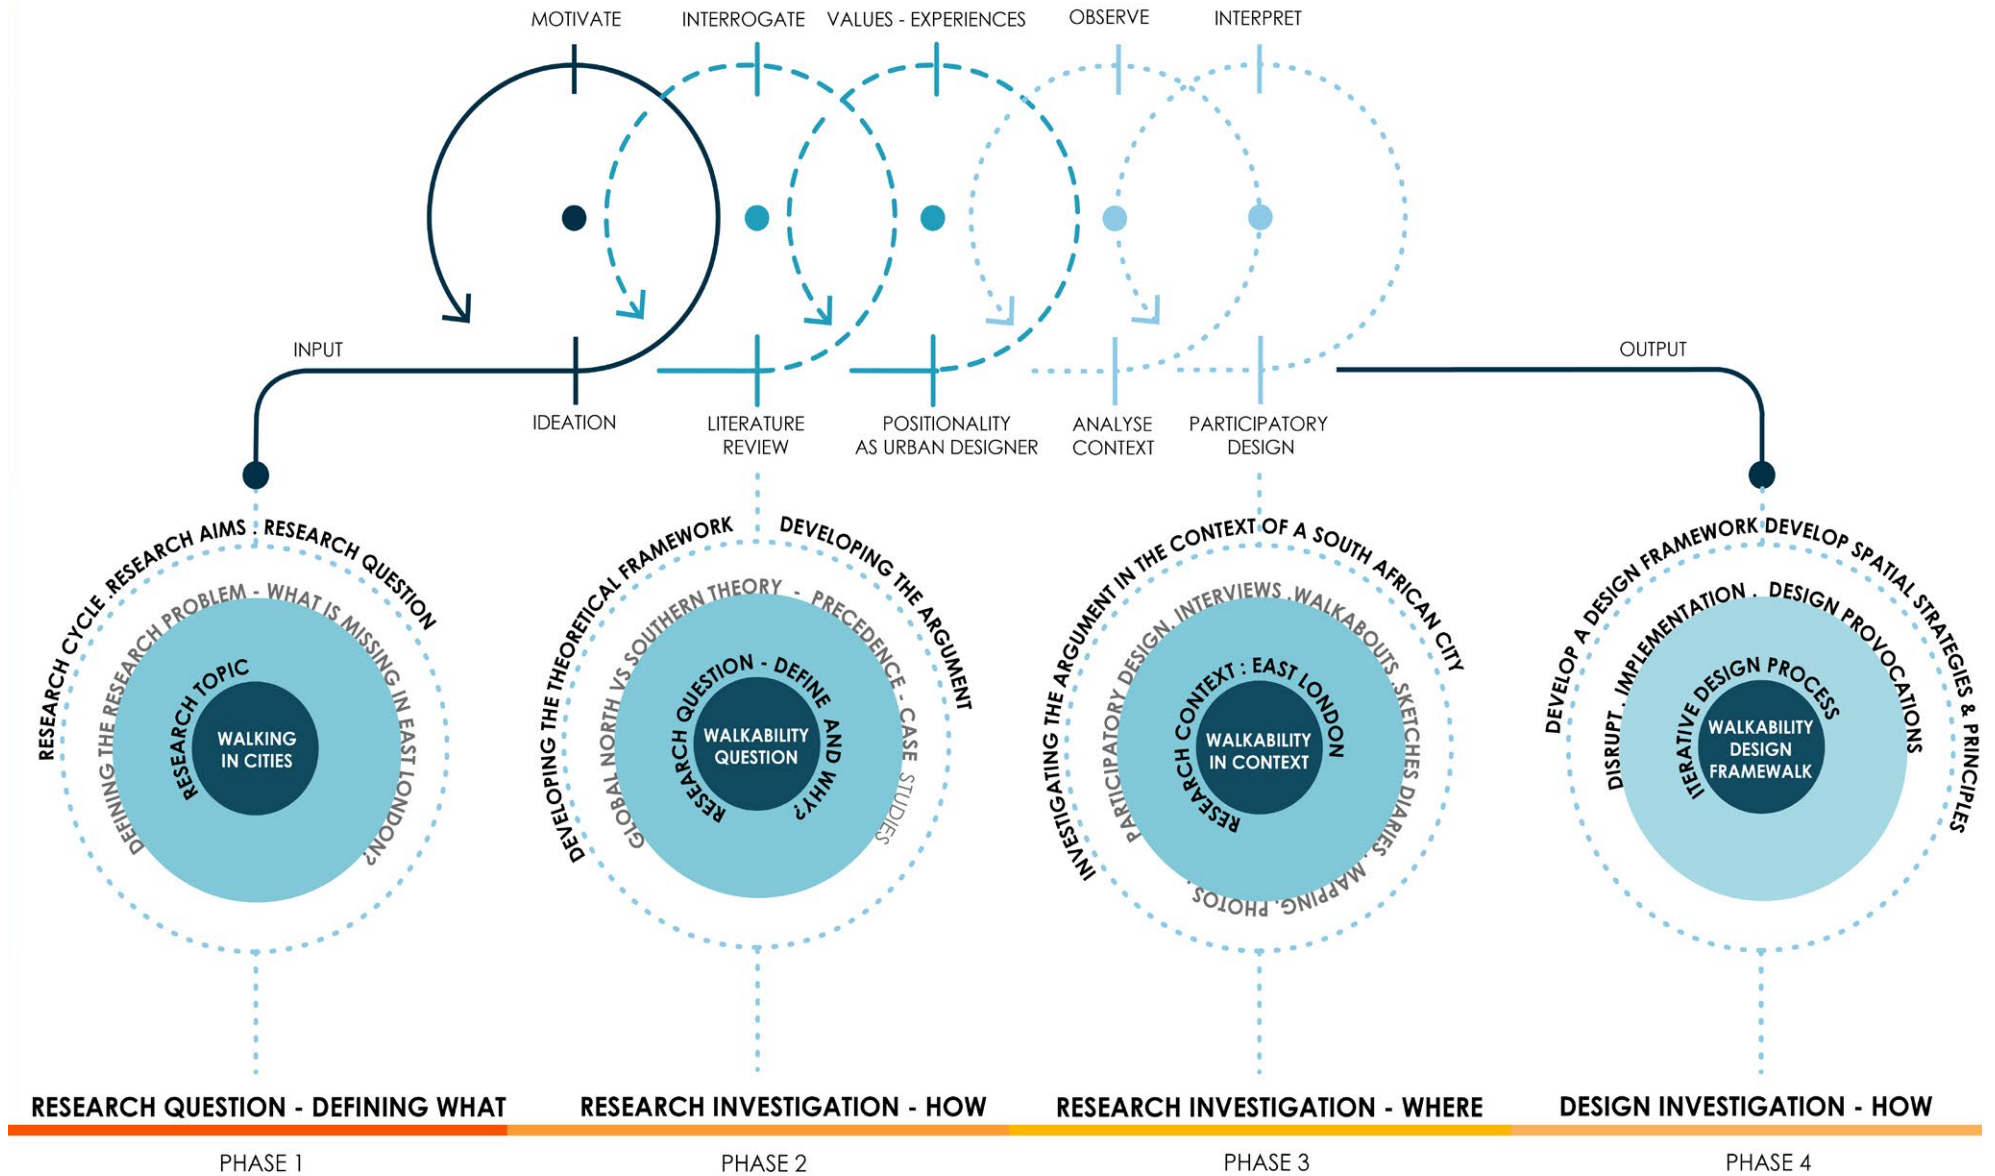 MOTIVATE
INTERROGATE
VALUES - EXPERIENCES
OBSERVE
INTERPRET
INPUT
OUTPUT
IDEATION
LITERATURE
REVIEW
POSITIONALITY
AS URBAN DESIGNER
ANALYSE
CONTEXT
PARTICIPATORY
DESIGN
RESEARCH CYCLE . RESEARCH AIMS . RESEARCH QUESTION
DEFINING THE RESEARCH PROBLEM - WHAT IS MISSING IN EAST LONDON?
RESEARCH TOPIC
WALKING
IN CITIES
DEVELOPING THE THEORETICAL FRAMEWORK
DEVELOPING THE ARGUMENT
GLOBAL NORTH VS SOUTHERN THEORY - PRECEDENCE - CASE STUDIES
RESEARCH QUESTION - DEFINE AND WHY?
WALKABILITY
QUESTION
INVESTIGATING THE ARGUMENT IN THE CONTEXT OF A SOUTH AFRICAN CITY
PARTICIPATORY DESIGN. INTERVIEWS .WALKABOUTS .SKETCHES DIARIES. MAPPING. PHOTOS.
RESEARCH CONTEXT : EAST LONDON
WALKABILITY
IN CONTEXT
DEVELOP A DESIGN FRAMEWORK DEVELOP SPATIAL STRATEGIES & PRINCIPLES
DISRUPT . IMPLEMENTATION . DESIGN PROVOCATIONS
ITERATIVE DESIGN PROCESS
WALKABILITY
DESIGN
FRAMEWALK
RESEARCH QUESTION - DEFINING WHAT
RESEARCH INVESTIGATION - HOW
RESEARCH INVESTIGATION - WHERE
DESIGN INVESTIGATION - HOW
PHASE 1
PHASE 2
PHASE 3
PHASE 4